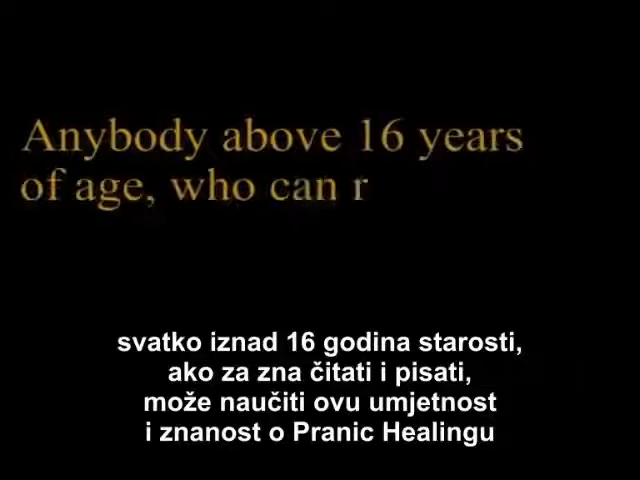 Anybody above 16 years
of age, who can r
svatko iznad 16 godina starosti,
ako za zna čitati i pisati,
može naučiti ovu umjetnost
i znanost o Pranic Healingu